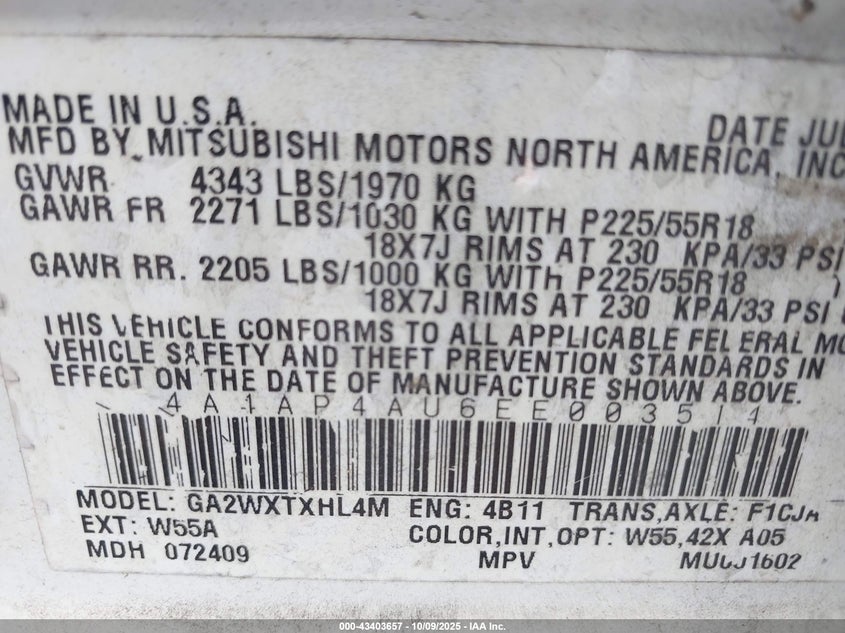 MADE IN U.S.A.
DATE JUL
MFD BY MITSUBISHI MOTORS NORTH AMERICA, INC
GVWR 4343 LBS/1970 KG
GAWR FR 2271 LBS/1030 KG WITH P225/55R18
18X7J RIMS AT 230 KPA/33 PSI
GAWR RR. 2205 LBS/1000 KG WITH P225/55R18
18X7J RIMS AT 230 KPA/33 PSI
THIS VEHICLE CONFORMS TO ALL APPLICABLE FEDERAL MO
VEHICLE SAFETY AND THEFT PREVENTION STANDARDS IN
EFFECT ON THE DATE OF MANUFACTURE SHOWN ABOVE.
MODEL: GA2WXTXHL4M ENG: 4B11 TRANS,AXLE: F1CJA
EXT: W55A COLOR,INT,OPT: W55,42X A05
MDH 072409 MPV
000-43403657 - 10/09/2025 - © IAA Inc.